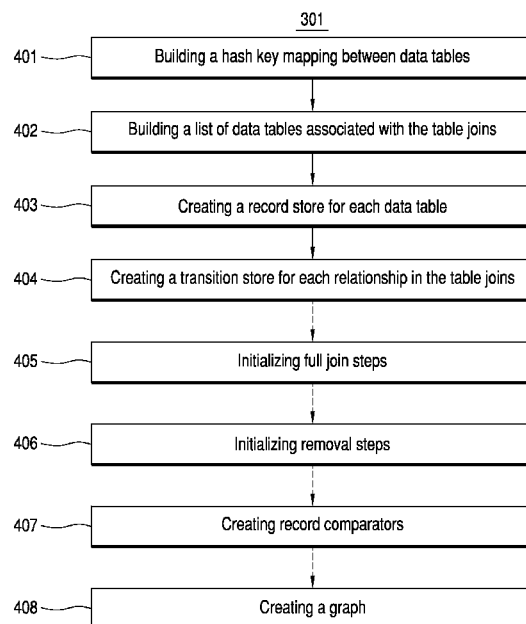 301
401 Building a hash key mapping between data tables
402 Building a list of data tables associated with the table joins
403 Creating a record store for each data table
404 Creating a transition store for each relationship in the table joins
405 Initializing full join steps
406 Initializing removal steps
407 Creating record comparators
408 Creating a graph